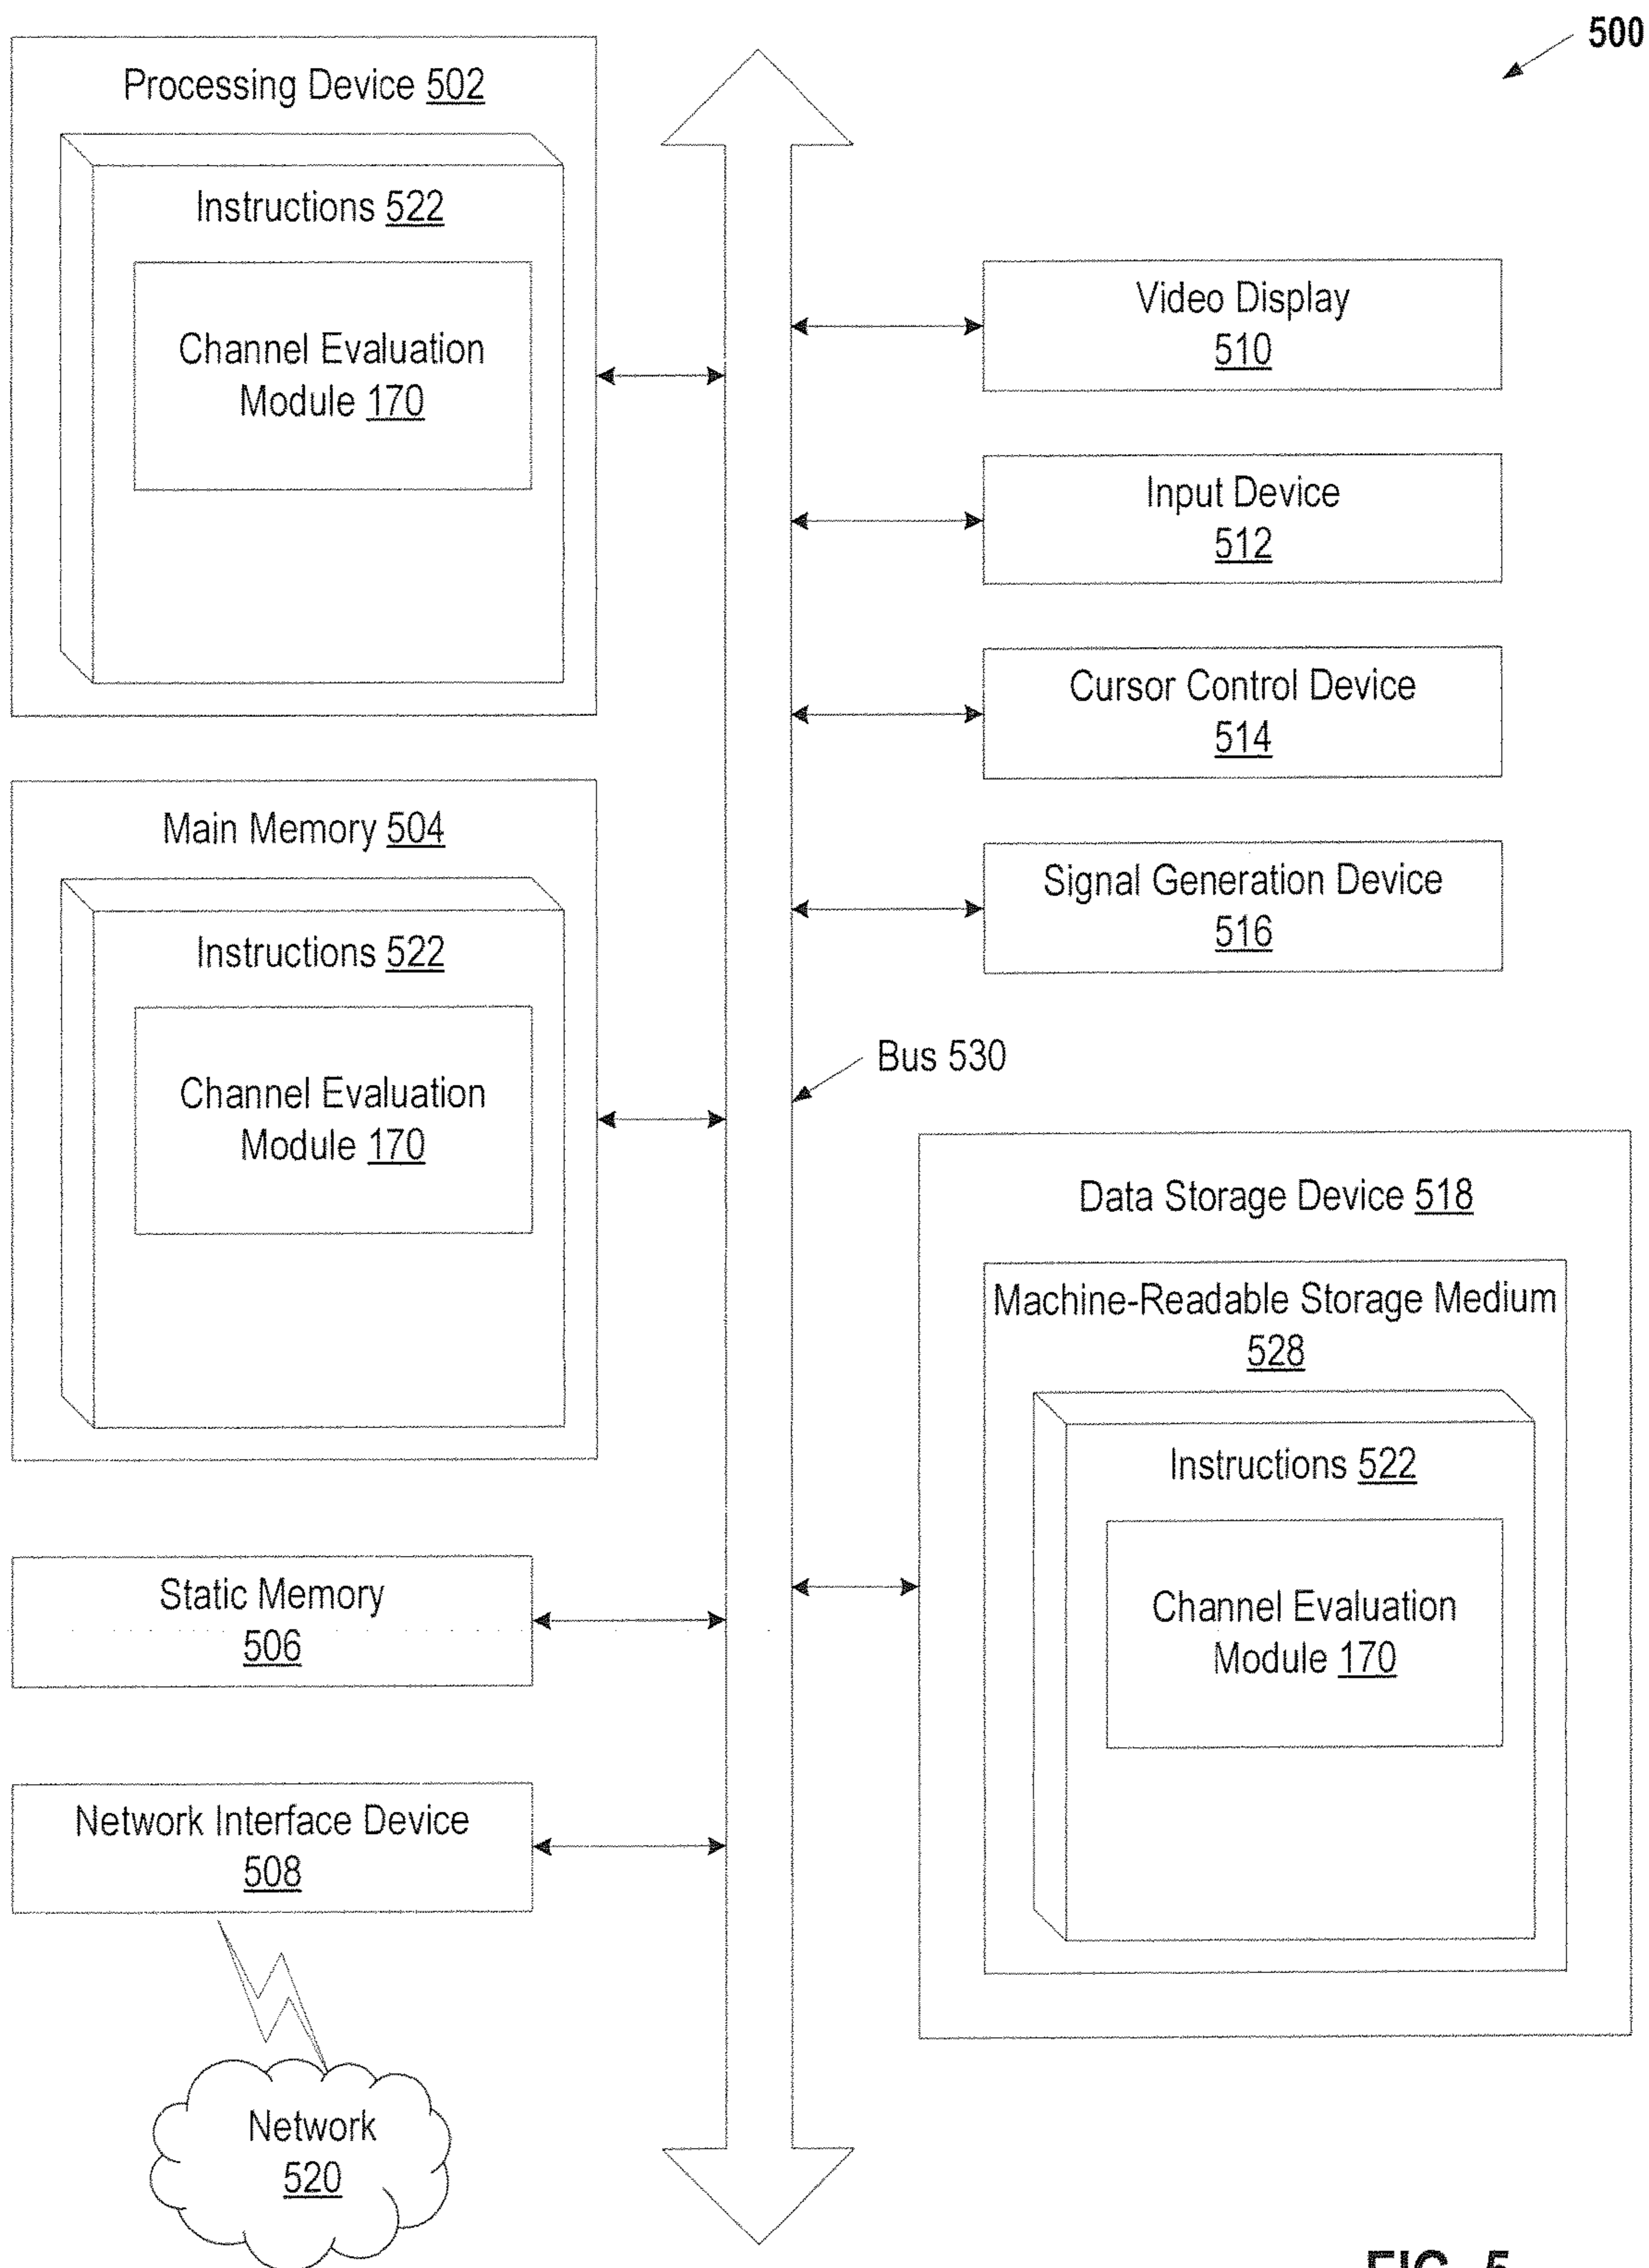 500
Processing Device 502
Instructions 522
Channel Evaluation
Module 170
Main Memory 504
Instructions 522
Channel Evaluation
Module 170
Static Memory
506
Network Interface Device
508
Network
520
Video Display
510
Input Device
512
Cursor Control Device
514
Signal Generation Device
516
Bus 530
Data Storage Device 518
Machine-Readable Storage Medium
528
Instructions 522
Channel Evaluation
Module 170
FIG. 5